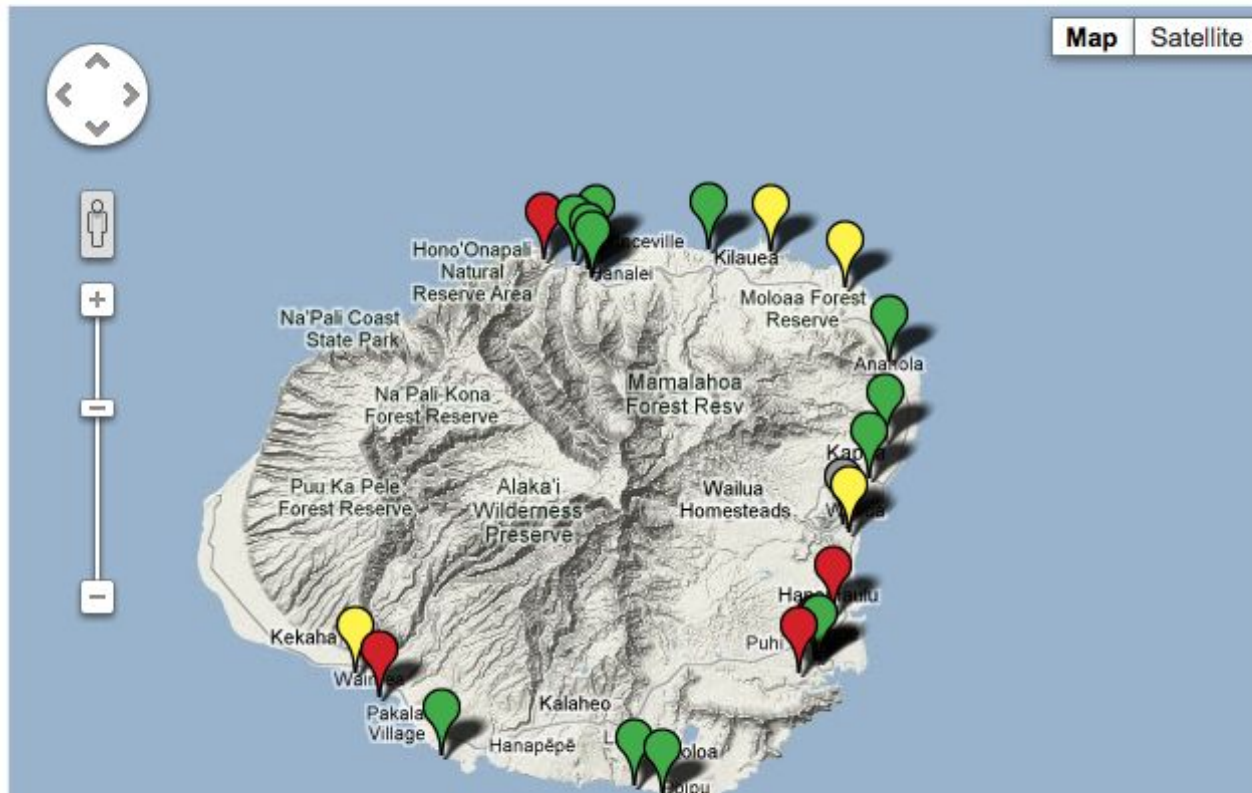 Map
Satellite
Hono'Onapali
Natural
Reserve Area
Hanalei
Kilauea
Na'Pali Coast
State Park
Moloaa Forest
Reserve
Anahola
Na Pali-Kona
Forest Reserve
Mamalahoa
Forest Resv
Puu Ka Pele
Forest Reserve
Alaka'i
Wilderness
Preserve
Wailua
Homesteads
Kekaha
Puhi
Pakala
Village
Kalaheo
Hanapēpē